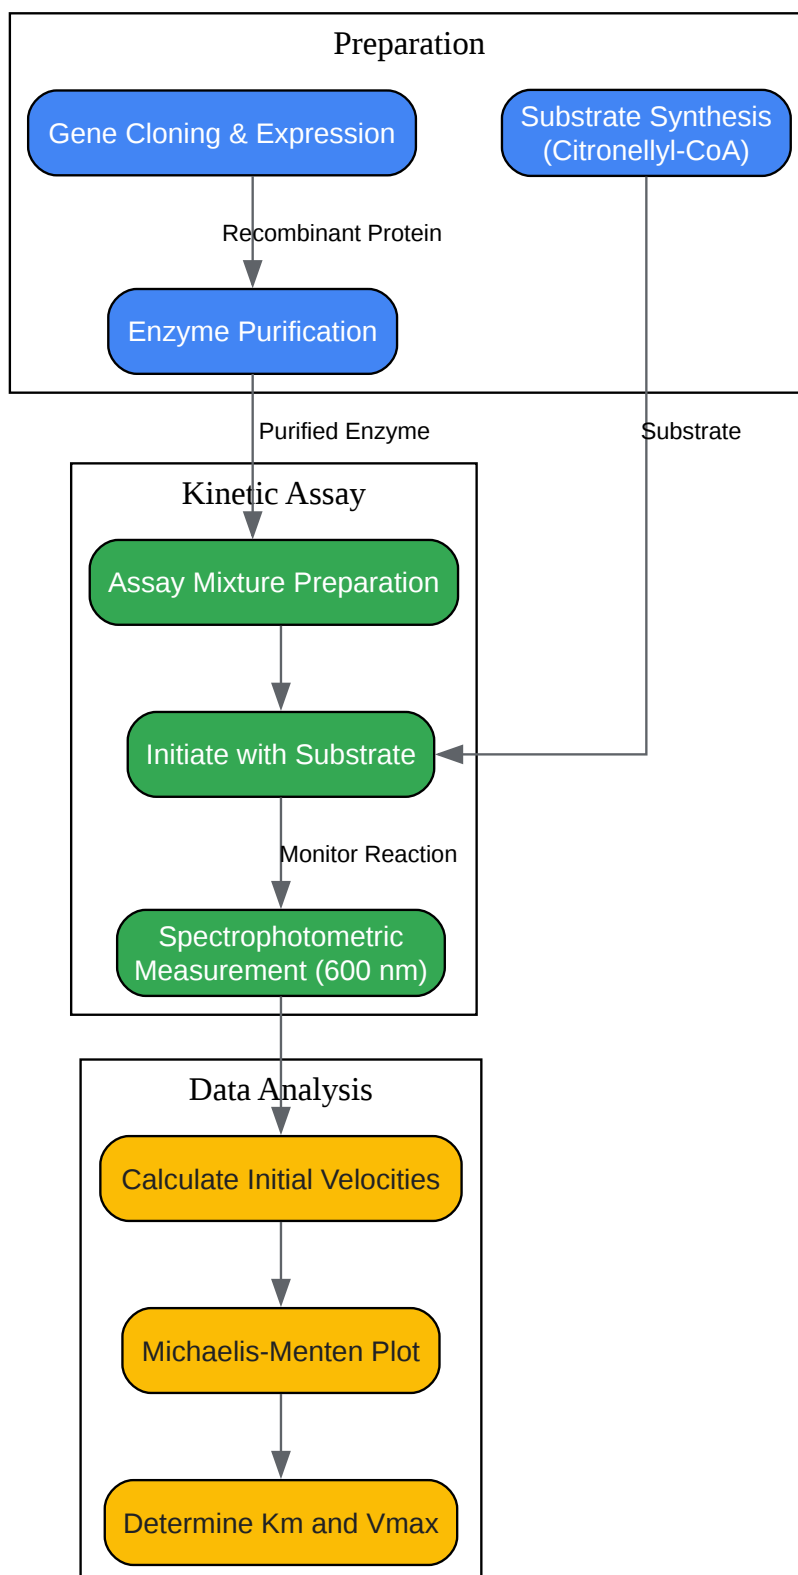 Preparation
Gene Cloning & Expression
Substrate Synthesis
(Citronellyl-CoA)
Recombinant Protein
Enzyme Purification
Purified Enzyme
Substrate
Kinetic Assay
Assay Mixture Preparation
Initiate with Substrate
Monitor Reaction
Spectrophotometric
Measurement (600 nm)
Data Analysis
Calculate Initial Velocities
Michaelis-Menten Plot
Determine Km and Vmax